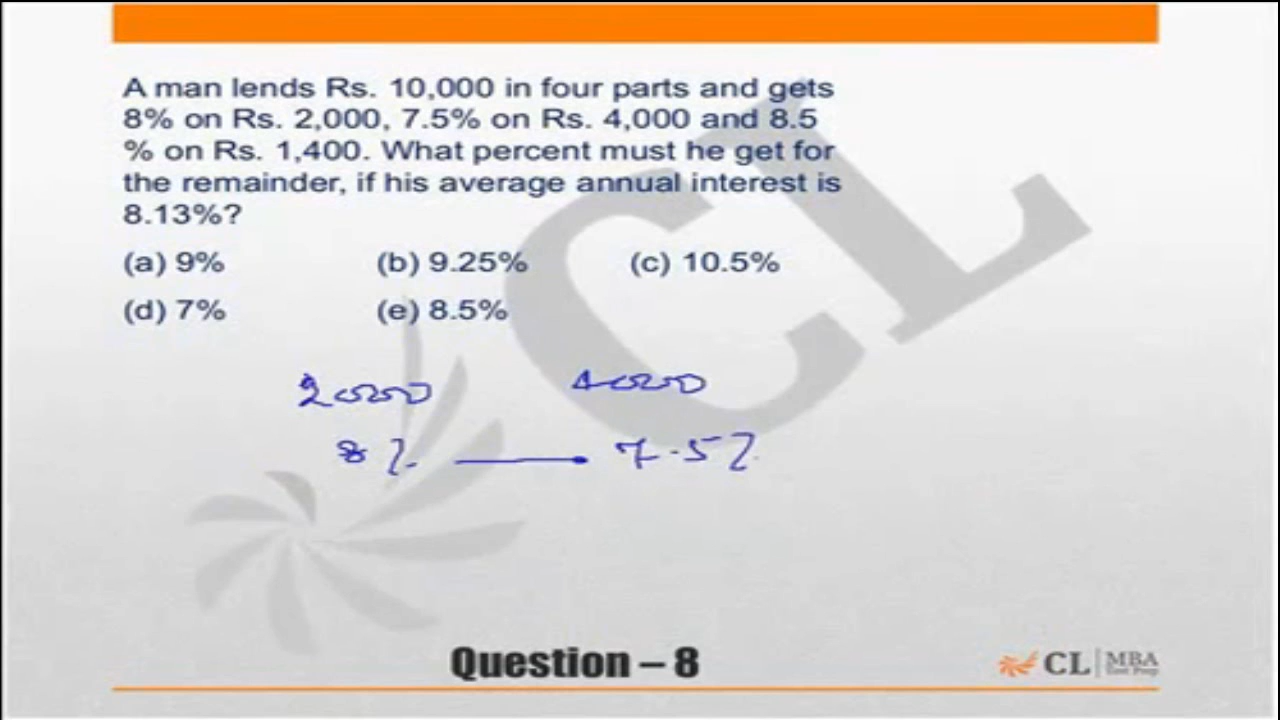 A man lends Rs. 10,000 in four parts and gets
8% on Rs. 2,000, 7.5% on Rs. 4,000 and 8.5
% on Rs. 1,400. What percent must he get for
the remainder, if his average annual interest is
8.13%?
(a) 9% (b) 9.25% (c) 10.5%
(d) 7% (e) 8.5%
2000 4000
8% 7.5%
Question – 8
CL MBA
Test Prep
CL